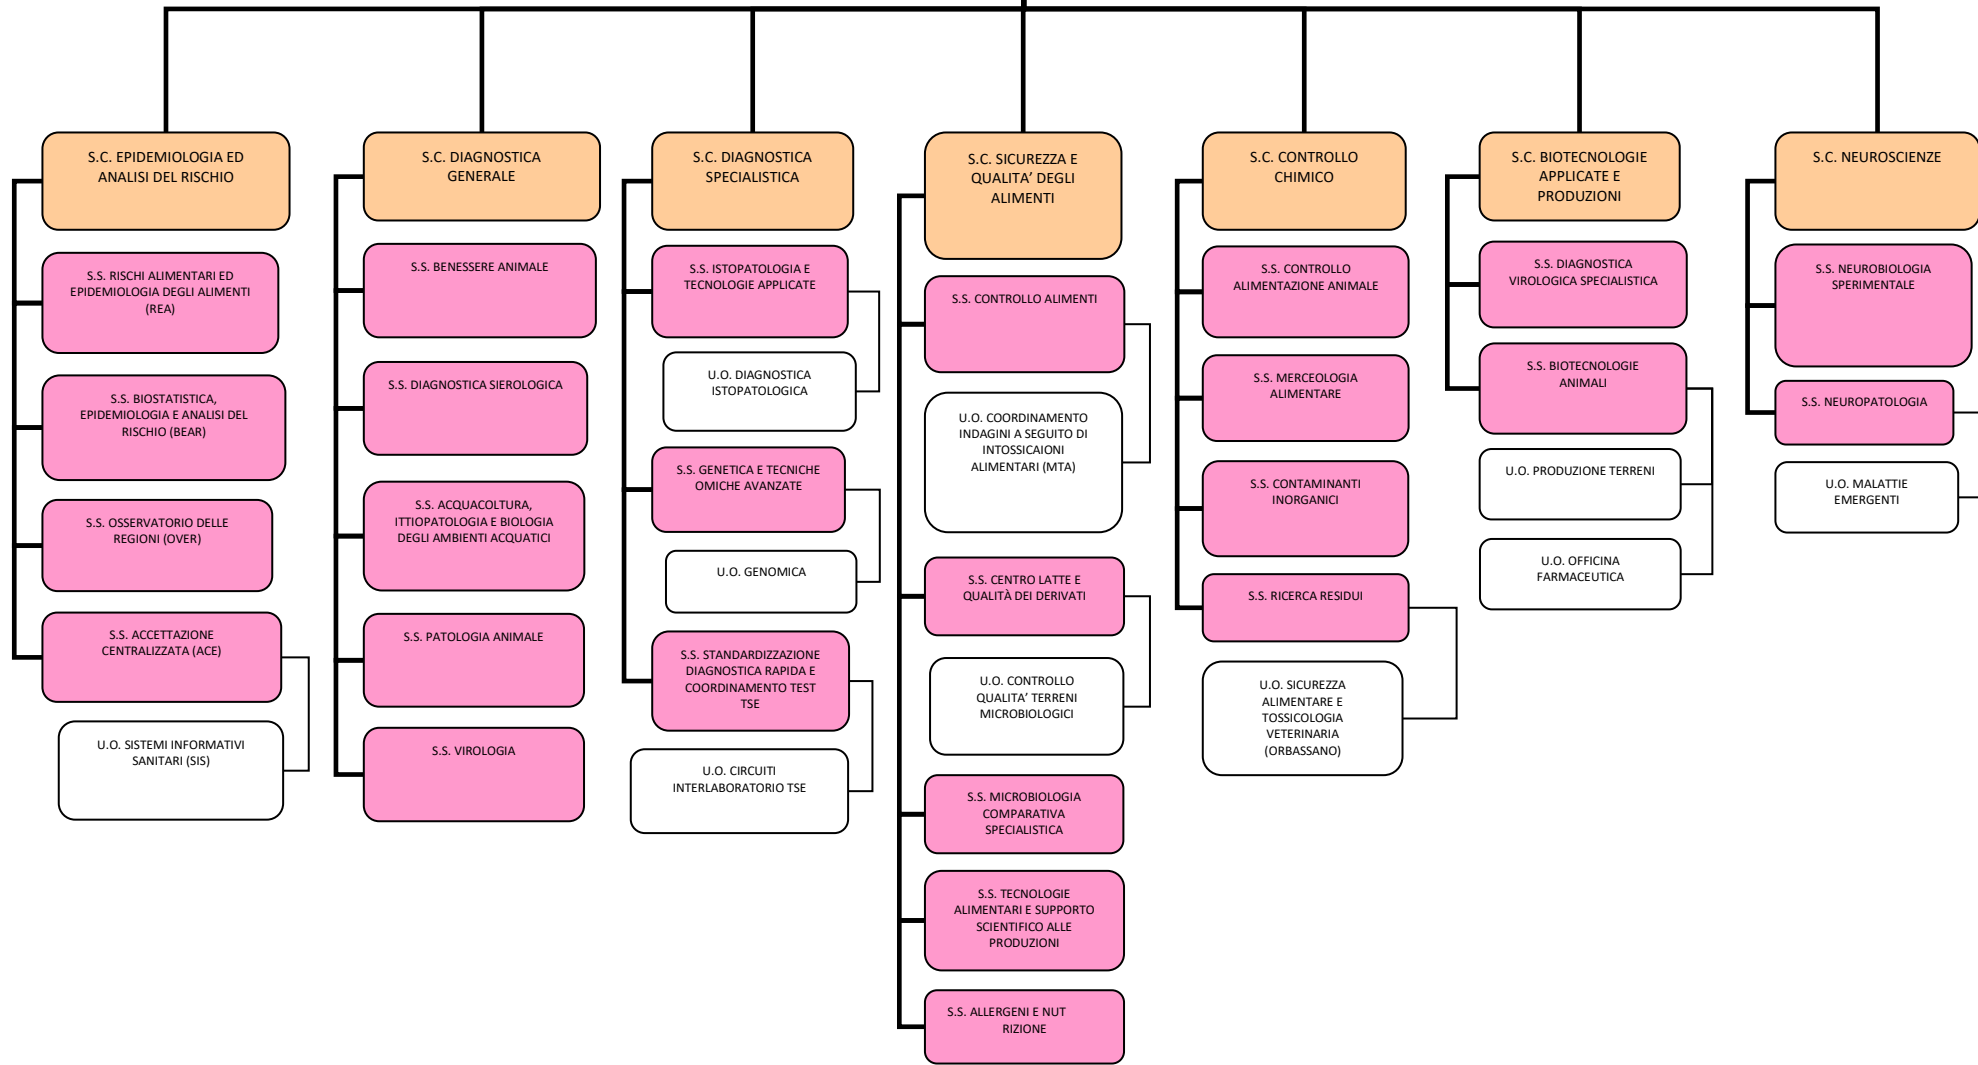 S.C. EPIDEMIOLOGIA ED
ANALISI DEL RISCHIO
S.S. RISCHI ALIMENTARI ED
EPIDEMIOLOGIA DEGLI ALIMENTI
(REA)
S.S. BIOSTATISTICA,
EPIDEMIOLOGIA E ANALISI DEL
RISCHIO (BEAR)
S.S. OSSERVATORIO DELLE
REGIONI (OVER)
S.S. ACCETTAZIONE
CENTRALIZZATA (ACE)
U.O. SISTEMI INFORMATIVI
SANITARI (SIS)
S.C. DIAGNOSTICA
GENERALE
S.S. BENESSERE ANIMALE
S.S. DIAGNOSTICA SIEROLOGICA
S.S. ACQUACOLTURA,
ITTIOPATOLOGIA E BIOLOGIA
DEGLI AMBIENTI ACQUATICI
S.S. PATOLOGIA ANIMALE
S.S. VIROLOGIA
S.C. DIAGNOSTICA
SPECIALISTICA
S.S. ISTOPATOLOGIA E
TECNOLOGIE APPLICATE
U.O. DIAGNOSTICA
ISTOPATOLOGICA
S.S. GENETICA E TECNICHE
OMICHE AVANZATE
U.O. GENOMICA
S.S. STANDARDIZZAZIONE
DIAGNOSTICA RAPIDA E
COORDINAMENTO TEST
TSE
U.O. CIRCUITI
INTERLABORATORIO TSE
S.C. SICUREZZA E
QUALITA’ DEGLI
ALIMENTI
S.S. CONTROLLO ALIMENTI
U.O. COORDINAMENTO
INDAGINI A SEGUITO DI
INTOSSICAIONI
ALIMENTARI (MTA)
S.S. CENTRO LATTE E
QUALITÀ DEI DERIVATI
U.O. CONTROLLO
QUALITA’ TERRENI
MICROBIOLOGICI
S.S. MICROBIOLOGIA
COMPARATIVA
SPECIALISTICA
S.S. TECNOLOGIE
ALIMENTARI E SUPPORTO
SCIENTIFICO ALLE
PRODUZIONI
S.S. ALLERGENI E NUT
RIZIONE
S.C. CONTROLLO
CHIMICO
S.S. CONTROLLO
ALIMENTAZIONE ANIMALE
S.S. MERCEOLOGIA
ALIMENTARE
S.S. CONTAMINANTI
INORGANICI
S.S. RICERCA RESIDUI
U.O. SICUREZZA
ALIMENTARE E
TOSSICOLOGIA
VETERINARIA
(ORBASSANO)
S.C. BIOTECNOLOGIE
APPLICATE E
PRODUZIONI
S.S. DIAGNOSTICA
VIROLOGICA SPECIALISTICA
S.S. BIOTECNOLOGIE
ANIMALI
U.O. PRODUZIONE TERRENI
U.O. OFFICINA
FARMACEUTICA
S.C. NEUROSCIENZE
S.S. NEUROBIOLOGIA
SPERIMENTALE
S.S. NEUROPATOLOGIA
U.O. MALATTIE
EMERGENTI